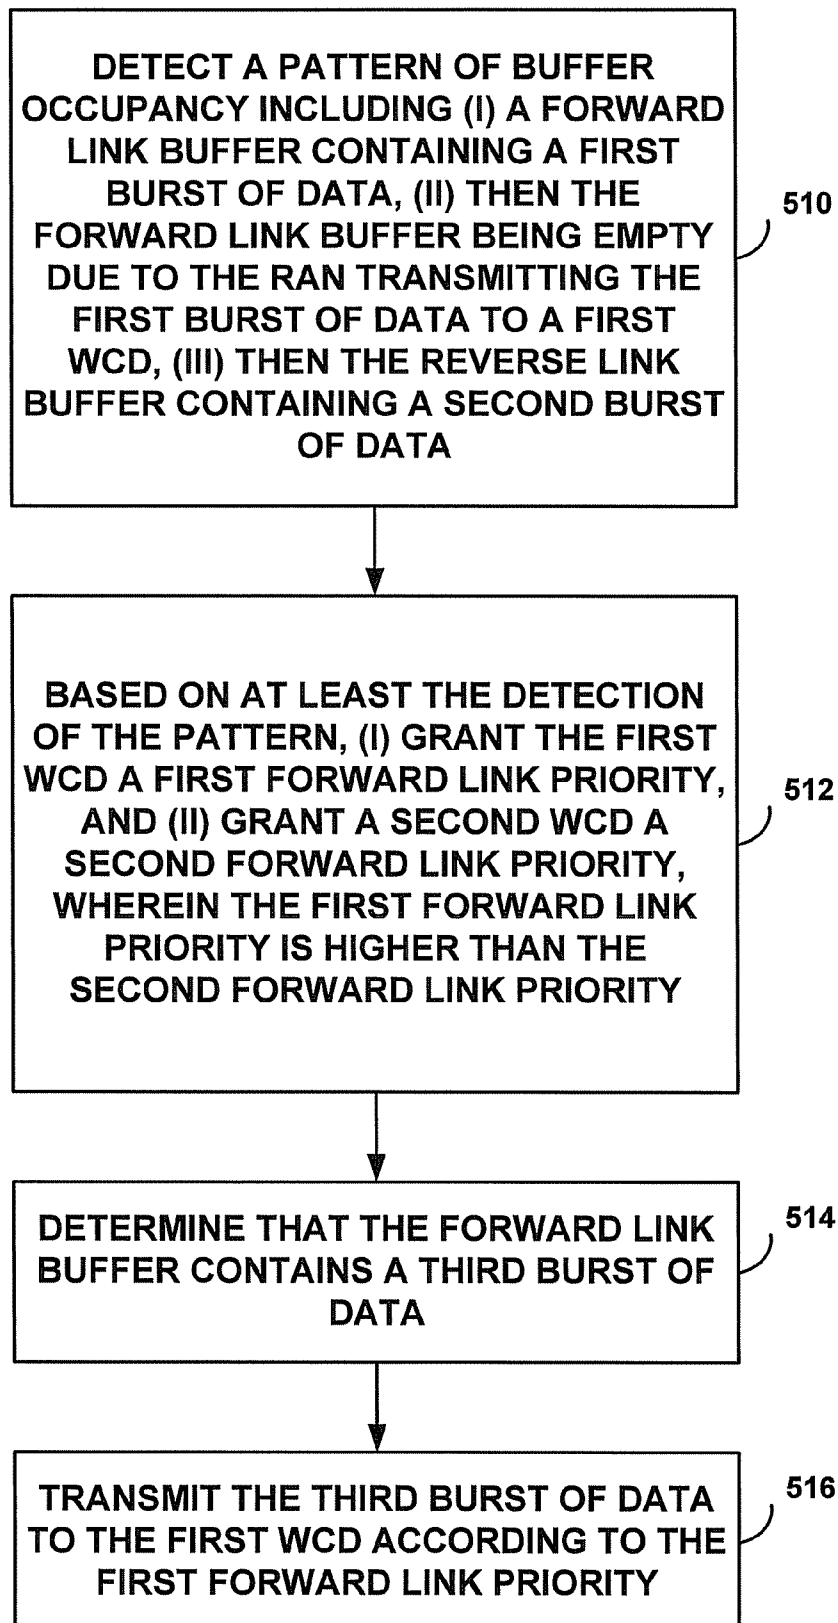 DETECT A PATTERN OF BUFFER
OCCUPANCY INCLUDING (I) A FORWARD
LINK BUFFER CONTAINING A FIRST
BURST OF DATA, (II) THEN THE
FORWARD LINK BUFFER BEING EMPTY
DUE TO THE RAN TRANSMITTING THE
FIRST BURST OF DATA TO A FIRST
WCD, (III) THEN THE REVERSE LINK
BUFFER CONTAINING A SECOND BURST
OF DATA
510
BASED ON AT LEAST THE DETECTION
OF THE PATTERN, (I) GRANT THE FIRST
WCD A FIRST FORWARD LINK PRIORITY,
AND (II) GRANT A SECOND WCD A
SECOND FORWARD LINK PRIORITY,
WHEREIN THE FIRST FORWARD LINK
PRIORITY IS HIGHER THAN THE
SECOND FORWARD LINK PRIORITY
512
DETERMINE THAT THE FORWARD LINK
BUFFER CONTAINS A THIRD BURST OF
DATA
514
TRANSMIT THE THIRD BURST OF DATA
TO THE FIRST WCD ACCORDING TO THE
FIRST FORWARD LINK PRIORITY
516